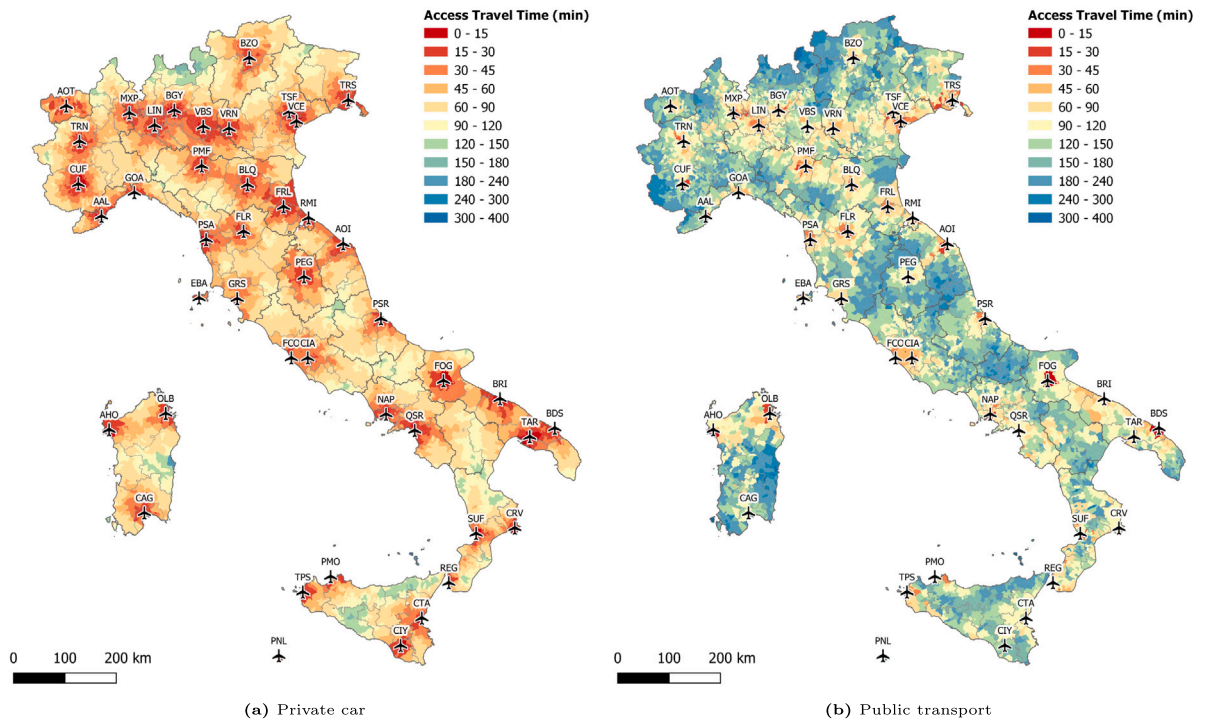 Access Travel Time (min)
0 - 15
15 - 30
30 - 45
45 - 60
60 - 90
90 - 120
120 - 150
150 - 180
180 - 240
240 - 300
300 - 400
BZO
AOT
MXP
BGY
LIN
VBS
VRN
TSF
VCE
TRS
TRN
PMF
CUF
GOA
BLQ
AAL
FRL
RMI
PSA
FLR
AOI
PEG
EBA
GRS
PSR
FCO
CIA
FOG
NAP
QSR
BRI
TAR
BDS
AHO
OLB
CAG
SUF
CRV
PMO
TPS
REG
CTA
CIY
PNL
0 100 200 km
(a) Private car
Access Travel Time (min)
0 - 15
15 - 30
30 - 45
45 - 60
60 - 90
90 - 120
120 - 150
150 - 180
180 - 240
240 - 300
300 - 400
BZO
AOT
MXP
BGY
LIN
VBS
VRN
TSF
VCE
TRS
TRN
PMF
CUF
GOA
BLQ
AAL
FRL
RMI
PSA
FLR
AOI
PEG
EBA
GRS
PSR
FCO
CIA
FOG
NAP
QSR
BRI
TAR
BDS
AHO
OLB
CAG
SUF
CRV
PMO
TPS
REG
CTA
CIY
PNL
0 100 200 km
(b) Public transport